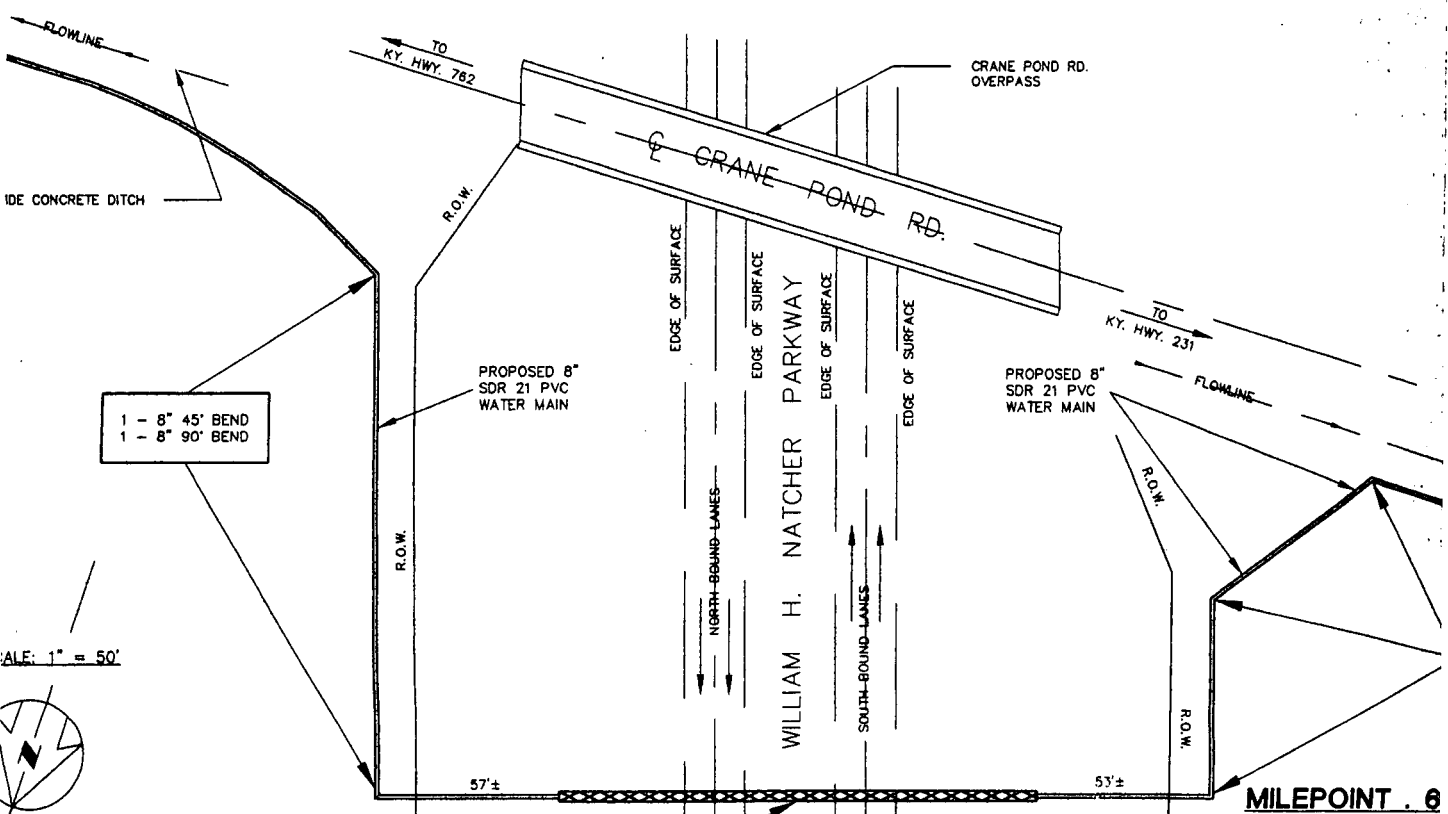 FLOWLINE
TO
KY. HWY. 762
CRANE POND RD.
OVERPASS
℄ CRANE POND RD.
IDE CONCRETE DITCH
R.O.W.
EDGE OF SURFACE
EDGE OF SURFACE
EDGE OF SURFACE
EDGE OF SURFACE
WILLIAM H. NATCHER PARKWAY
TO
KY. HWY. 231
FLOWLINE
PROPOSED 8"
SDR 21 PVC
WATER MAIN
PROPOSED 8"
SDR 21 PVC
WATER MAIN
1 - 8" 45° BEND
1 - 8" 90° BEND
R.O.W.
R.O.W.
NORTH BOUND LANES
SOUTH BOUND LANES
R.O.W.
ALE: 1" = 50'
N
57'±
53'±
MILEPOINT . 6